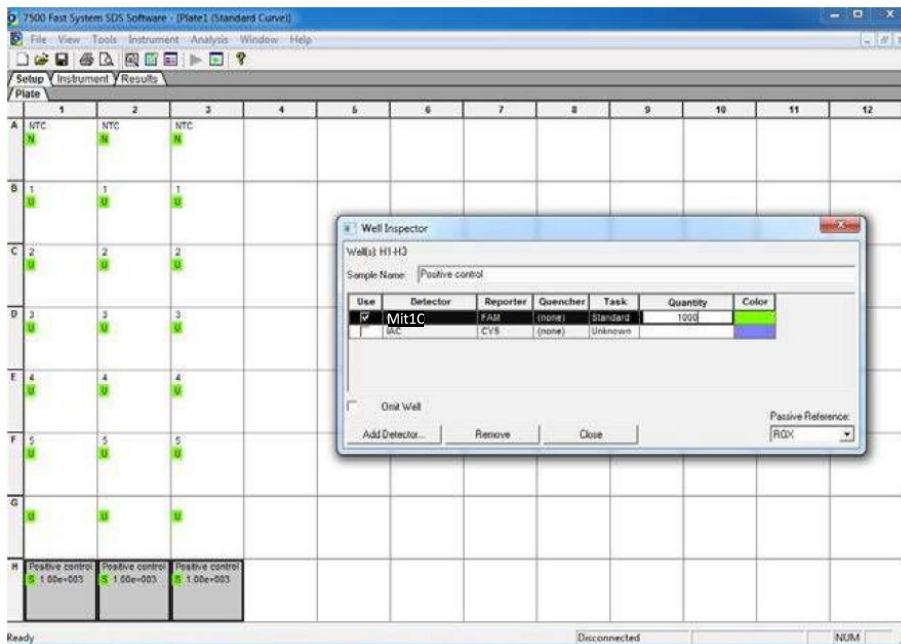 7500 Fast System SDS Software - [Plate1 (Standard Curve)]
File View Tools Instrument Analysis Window Help
Setup Instrument Results
Plate
1 2 3 4 5 6 7 8 9 10 11 12
A NTC NTC NTC
N N N
B 1 1 1
U U U
C 2 2 2
U U U
D 3 3 3
U U U
E 4 4 4
U U U
F 5 5 5
U U U
G
U U U
H Positive control Positive control Positive control
S 1.00e+003 S 1.00e+003 S 1.00e+003
Well Inspector
Well(s): H1-H3
Sample Name: Positive control
Use Detector Reporter Quencher Task Quantity Color
Mit1C FAM (none) Standard 1000
IAC CY5 (none) Unknown
Omit Well
Passive Reference:
Add Detector... Remove Close ROX
Ready Disconnected NUM